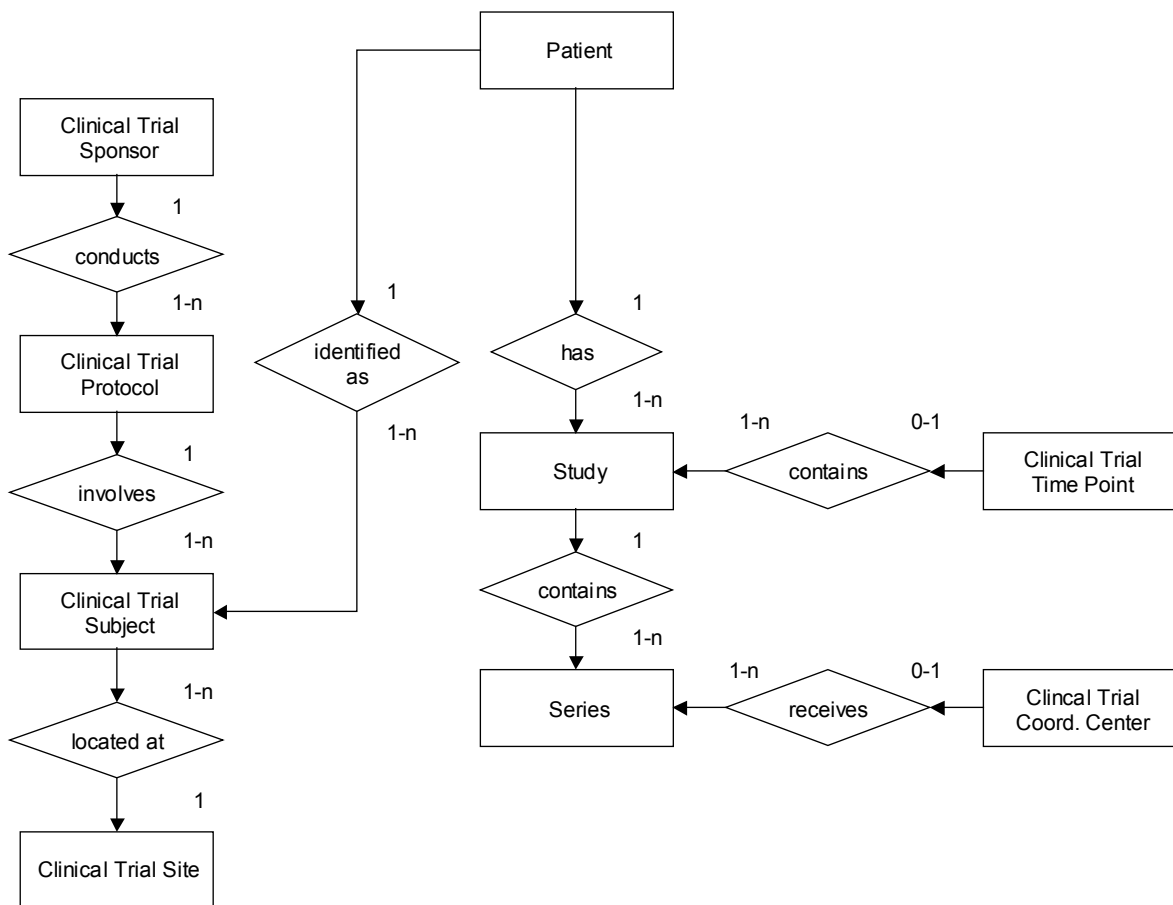 Patient
Clinical Trial
Sponsor
1
conducts
1-n
Clinical Trial
Protocol
1
identified
as
1-n
1
has
1-n
1
involves
1-n
Study
1-n
contains
0-1
Clinical Trial
Time Point
1
contains
1-n
Clinical Trial
Subject
1-n
located at
1
Clinical Trial Site
Series
1-n
receives
0-1
Clincal Trial
Coord. Center